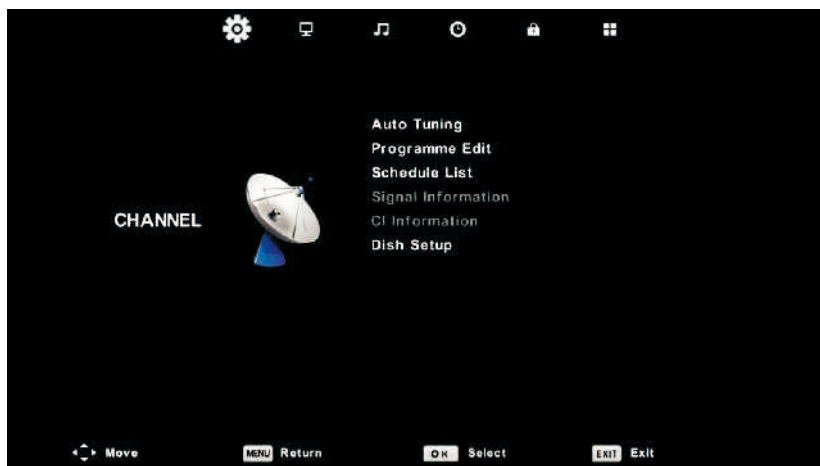 Auto Tuning
Programme Edit
Schedule List
Signal Information
CI Information
Dish Setup
CHANNEL
Move
MENU Return
OK Select
EXIT Exit